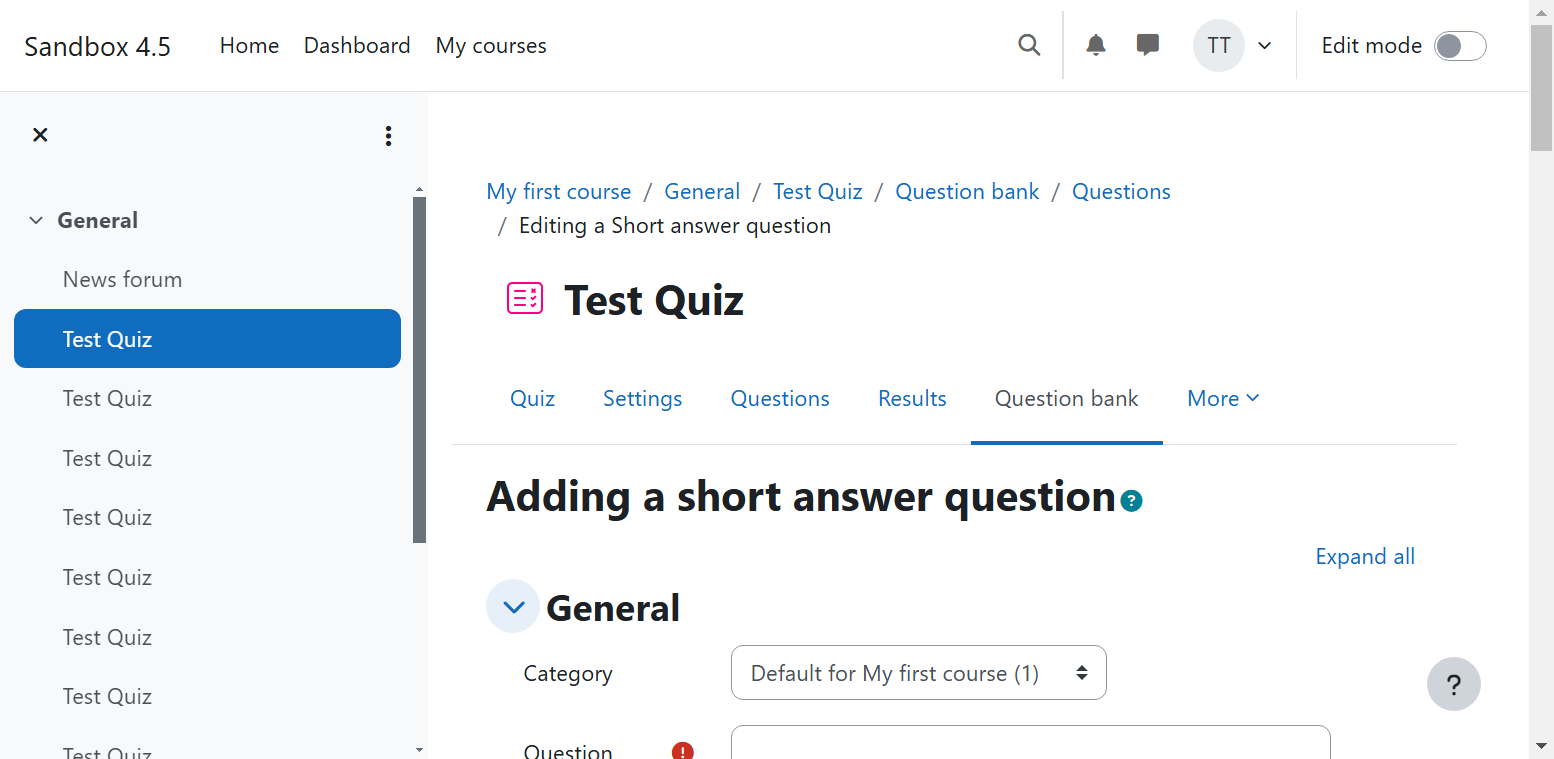 Sandbox 4.5 Home Dashboard My courses TT Edit mode
General
News forum
Test Quiz
Test Quiz
Test Quiz
Test Quiz
Test Quiz
Test Quiz
Test Quiz
Test Quiz
My first course / General / Test Quiz / Question bank / Questions
/ Editing a Short answer question
Test Quiz
Quiz Settings Questions Results Question bank More
Adding a short answer question ?
Expand all
General
Category Default for My first course (1)
Question !
?